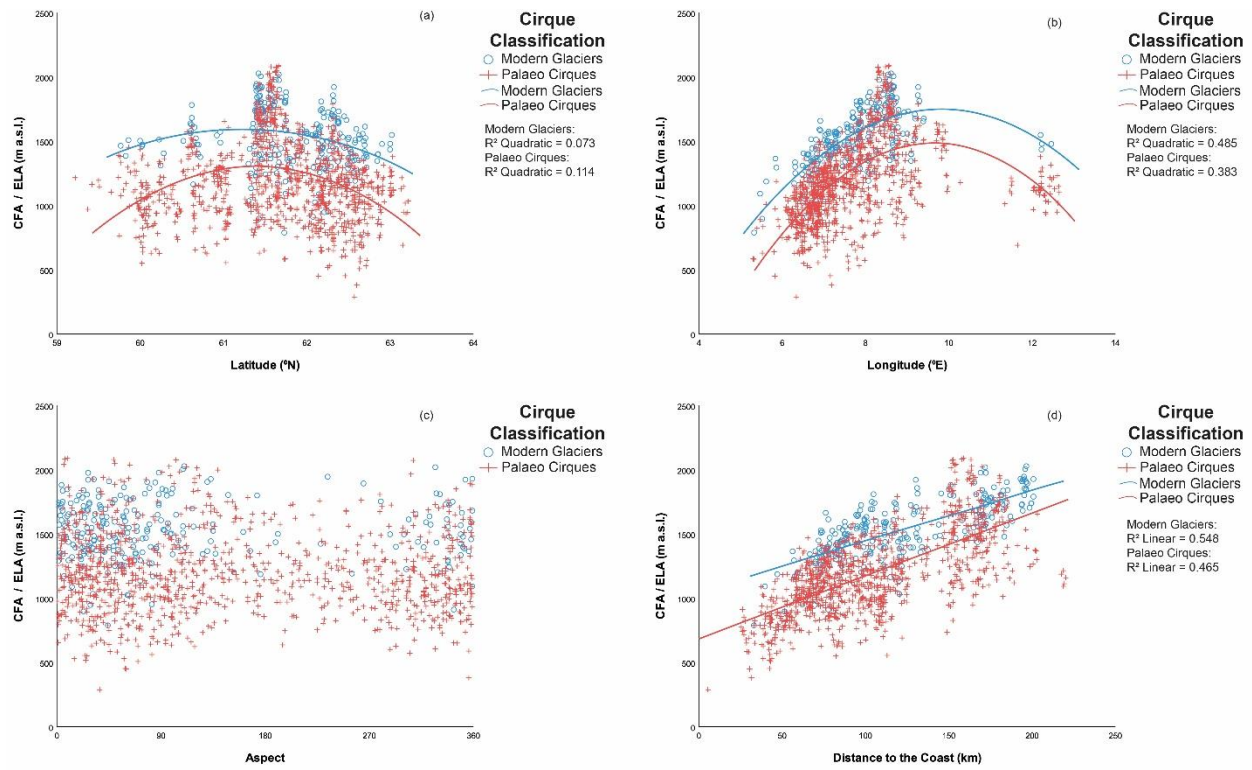 (a)
2500
2000
1500
1000
500
0
CFA / ELA (m a.s.l.)
59
60
61
62
63
64
Latitude (⁰N)
Cirque
Classification
Modern Glaciers
Palaeo Cirques
Modern Glaciers
Palaeo Cirques
Modern Glaciers:
R² Quadratic = 0.073
Palaeo Cirques:
R² Quadratic = 0.114
(b)
2500
2000
1500
1000
500
0
CFA / ELA (m a.s.l.)
4
6
8
10
12
14
Longitude (⁰E)
Cirque
Classification
Modern Glaciers
Palaeo Cirques
Modern Glaciers
Palaeo Cirques
Modern Glaciers:
R² Quadratic = 0.485
Palaeo Cirques:
R² Quadratic = 0.383
(c)
2500
2000
1500
1000
500
0
CFA / ELA (m a.s.l.)
0
90
180
270
360
Aspect
Cirque
Classification
Modern Glaciers
Palaeo Cirques
(d)
2500
2000
1500
1000
500
0
CFA / ELA (m a.s.l.)
0
50
100
150
200
250
Distance to the Coast (km)
Cirque
Classification
Modern Glaciers
Palaeo Cirques
Modern Glaciers
Palaeo Cirques
Modern Glaciers:
R² Linear = 0.548
Palaeo Cirques:
R² Linear = 0.465